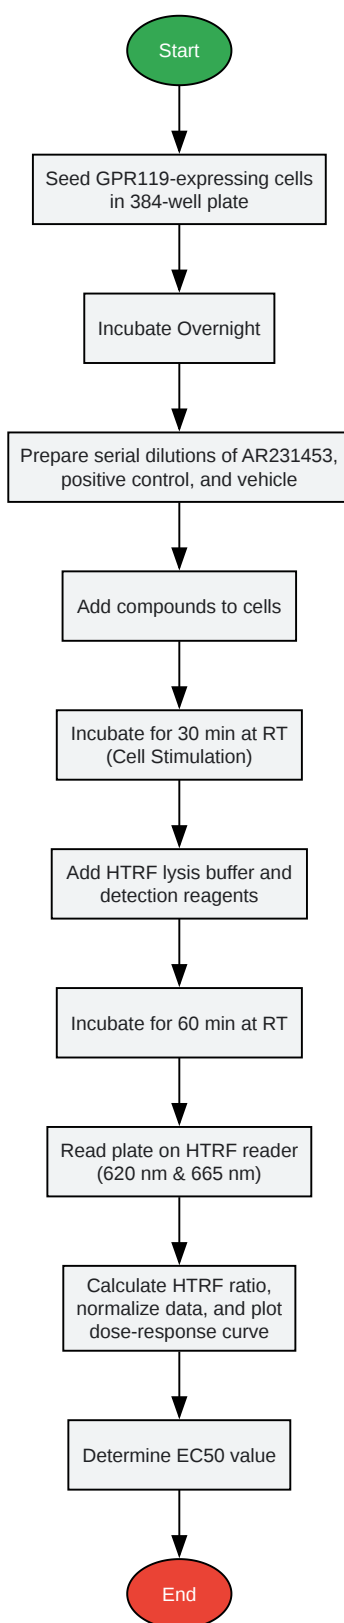 Start
Seed GPR119-expressing cells
in 384-well plate
Incubate Overnight
Prepare serial dilutions of AR231453,
positive control, and vehicle
Add compounds to cells
Incubate for 30 min at RT
(Cell Stimulation)
Add HTRF lysis buffer and
detection reagents
Incubate for 60 min at RT
Read plate on HTRF reader
(620 nm & 665 nm)
Calculate HTRF ratio,
normalize data, and plot
dose-response curve
Determine EC50 value
End